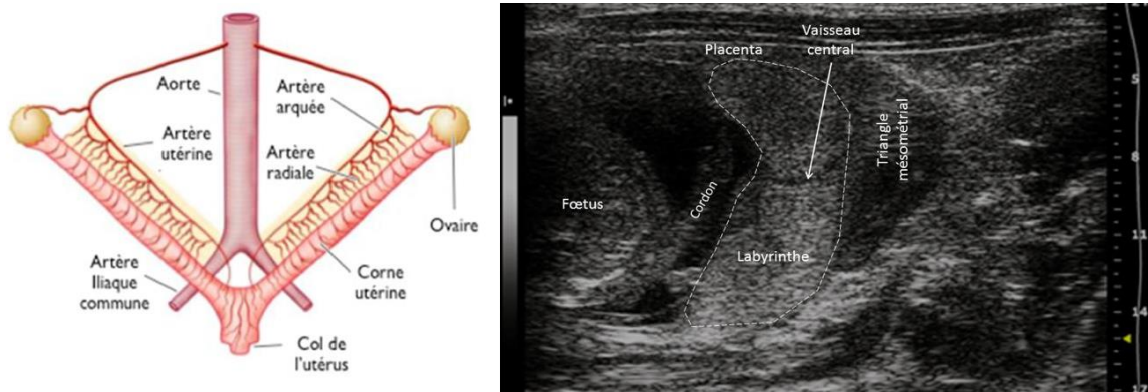 Aorte
Artère
arquée
Artère
utérine
Artère
radiale
Ovaire
Artère
Iliaque
commune
Corne
utérine
Col de
l'utérus
Vaisseau
central
Placenta
Triangle
mésométrial
Cordon
Fœtus
Labyrinthe
5
8
11
14